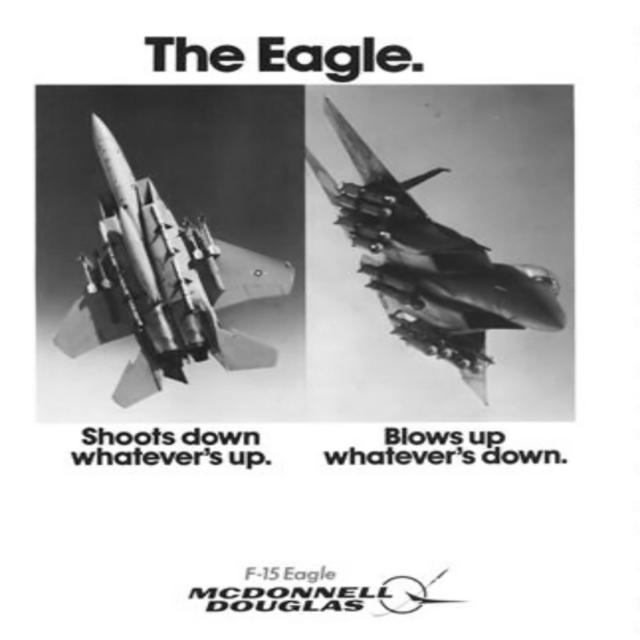 The Eagle.
Shoots down
whatever's up.
Blows up
whatever's down.
F-15 Eagle
MCDONNELL
DOUGLAS